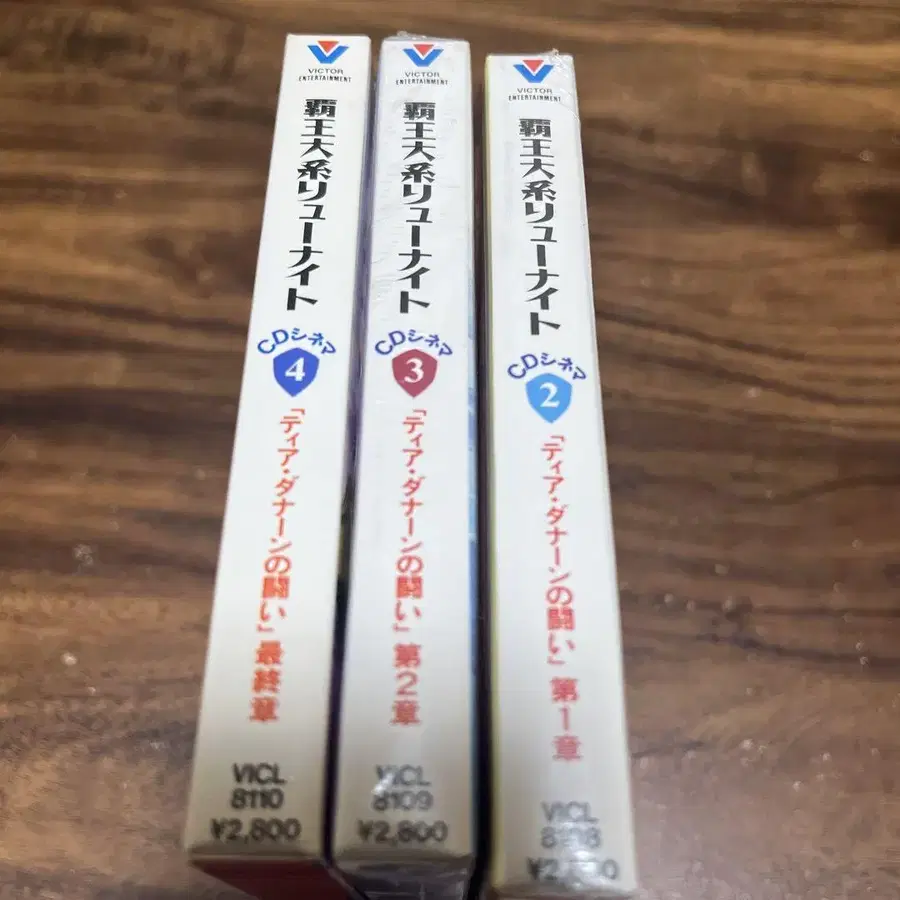 VICTOR
ENTERTAINMENT
覇王大系リューナイト
CDシネマ
4
「ティア・ダナーンの闘い」最終章
VICL
8110
¥2,800
VICTOR
ENTERTAINMENT
覇王大系リューナイト
CDシネマ
3
「ティア・ダナーンの闘い」第2章
VICL
8109
¥2,800
VICTOR
ENTERTAINMENT
覇王大系リューナイト
CDシネマ
2
「ティア・ダナーンの闘い」第1章
VICL